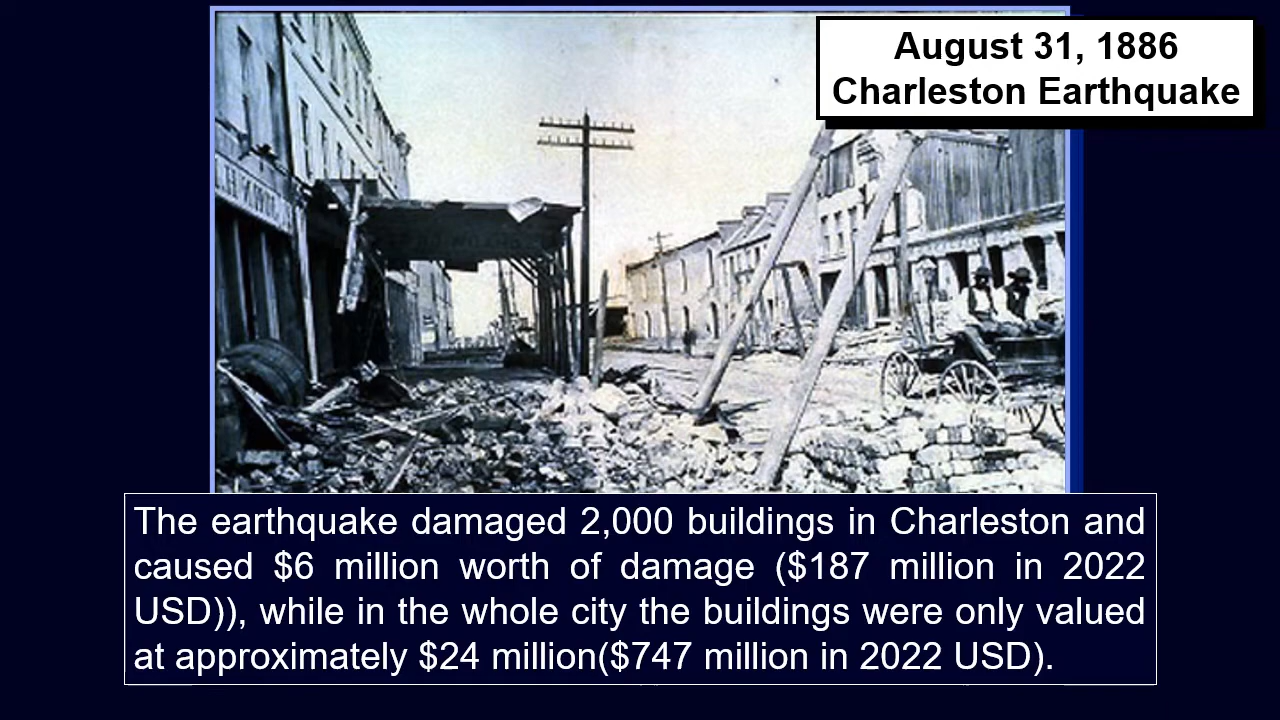 August 31, 1886
Charleston Earthquake
The earthquake damaged 2,000 buildings in Charleston and
caused $6 million worth of damage ($187 million in 2022
USD)), while in the whole city the buildings were only valued
at approximately $24 million($747 million in 2022 USD).